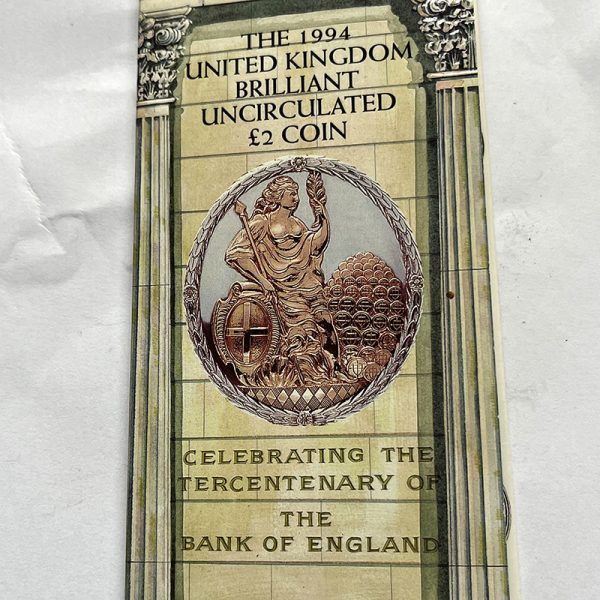 THE 1994
UNITED KINGDOM
BRILLIANT
UNCIRCULATED
£2 COIN
CELEBRATING THE
TERCENTENARY OF
THE
BANK OF ENGLAND